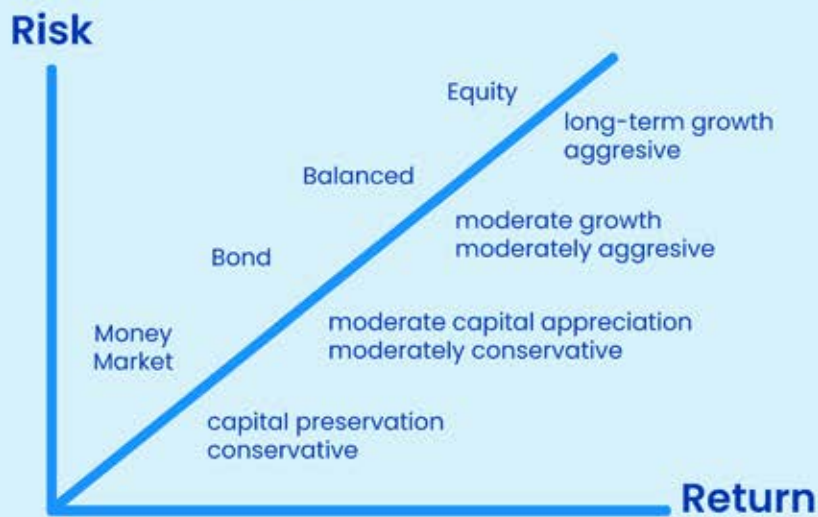 Risk
Equity
long-term growth
aggresive
Balanced
moderate growth
moderately aggresive
Bond
moderate capital appreciation
moderately conservative
Money
Market
capital preservation
conservative
Return